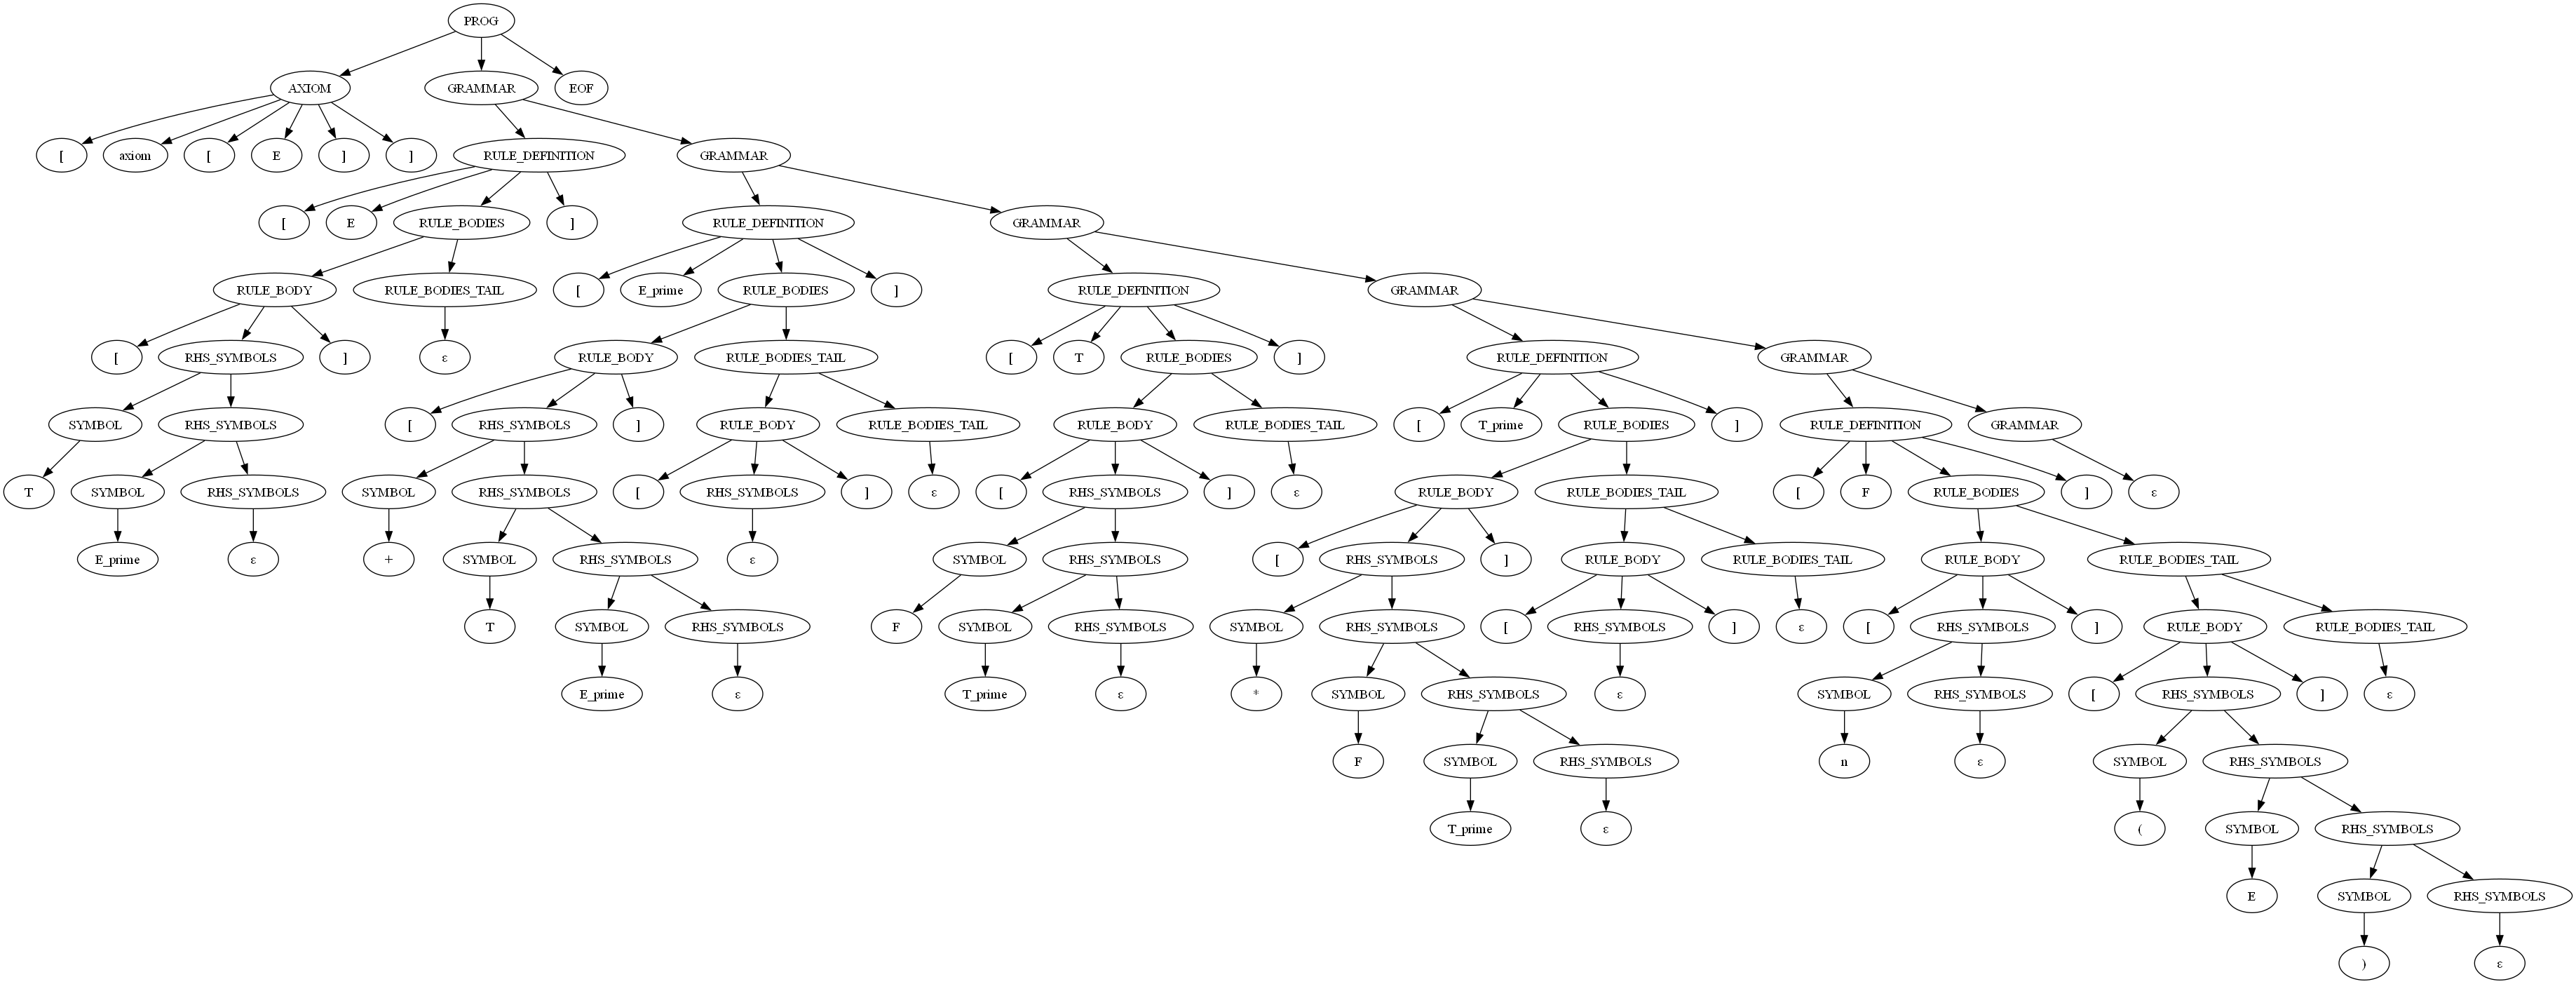 PROG
AXIOM GRAMMAR EOF
[ axiom [ E ] ] RULE_DEFINITION GRAMMAR
[ E RULE_BODIES ] RULE_DEFINITION GRAMMAR
RULE_BODY RULE_BODIES_TAIL [ E_prime RULE_BODIES ] RULE_DEFINITION GRAMMAR
[ RHS_SYMBOLS ] ε RULE_BODY RULE_BODIES_TAIL [ T RULE_BODIES ] RULE_DEFINITION GRAMMAR
SYMBOL RHS_SYMBOLS [ RHS_SYMBOLS ] RULE_BODY RULE_BODIES_TAIL RULE_BODY RULE_BODIES_TAIL [ T_prime RULE_BODIES ] RULE_DEFINITION GRAMMAR
T SYMBOL RHS_SYMBOLS SYMBOL RHS_SYMBOLS [ RHS_SYMBOLS ] ε [ RHS_SYMBOLS ] ε RULE_BODY RULE_BODIES_TAIL [ F RULE_BODIES ] ε
E_prime ε + SYMBOL RHS_SYMBOLS ε SYMBOL RHS_SYMBOLS [ RHS_SYMBOLS ] RULE_BODY RULE_BODIES_TAIL RULE_BODY RULE_BODIES_TAIL
T SYMBOL RHS_SYMBOLS F SYMBOL RHS_SYMBOLS SYMBOL RHS_SYMBOLS [ RHS_SYMBOLS ] ε [ RHS_SYMBOLS ] RULE_BODY RULE_BODIES_TAIL
E_prime ε T_prime ε * SYMBOL RHS_SYMBOLS ε SYMBOL RHS_SYMBOLS [ RHS_SYMBOLS ] ε
F SYMBOL RHS_SYMBOLS n ε SYMBOL RHS_SYMBOLS
T_prime ε ( SYMBOL RHS_SYMBOLS
E SYMBOL RHS_SYMBOLS
) ε